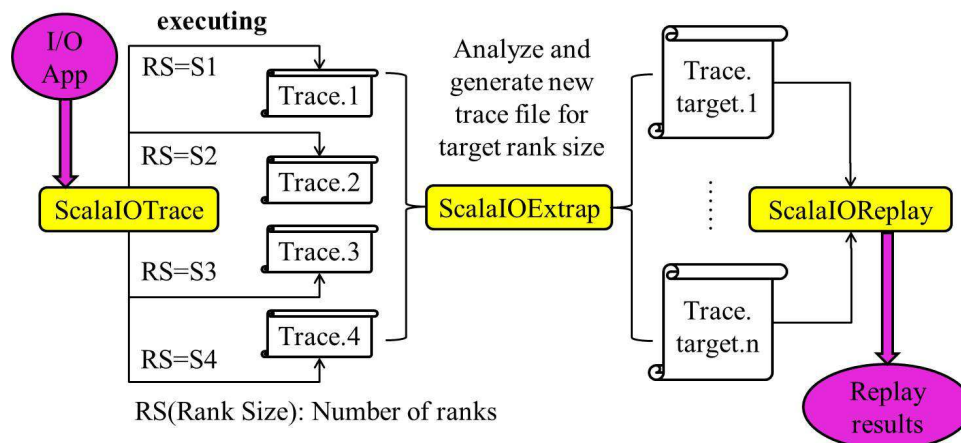 I/O
App
executing
RS=S1
Trace.1
RS=S2
Trace.2
ScalaIOTrace
Trace.3
RS=S3
Trace.4
RS=S4
RS(Rank Size): Number of ranks
Analyze and
generate new
trace file for
target rank size
ScalaIOExtrap
Trace.
target.1
......
Trace.
target.n
ScalaIOReplay
Replay
results